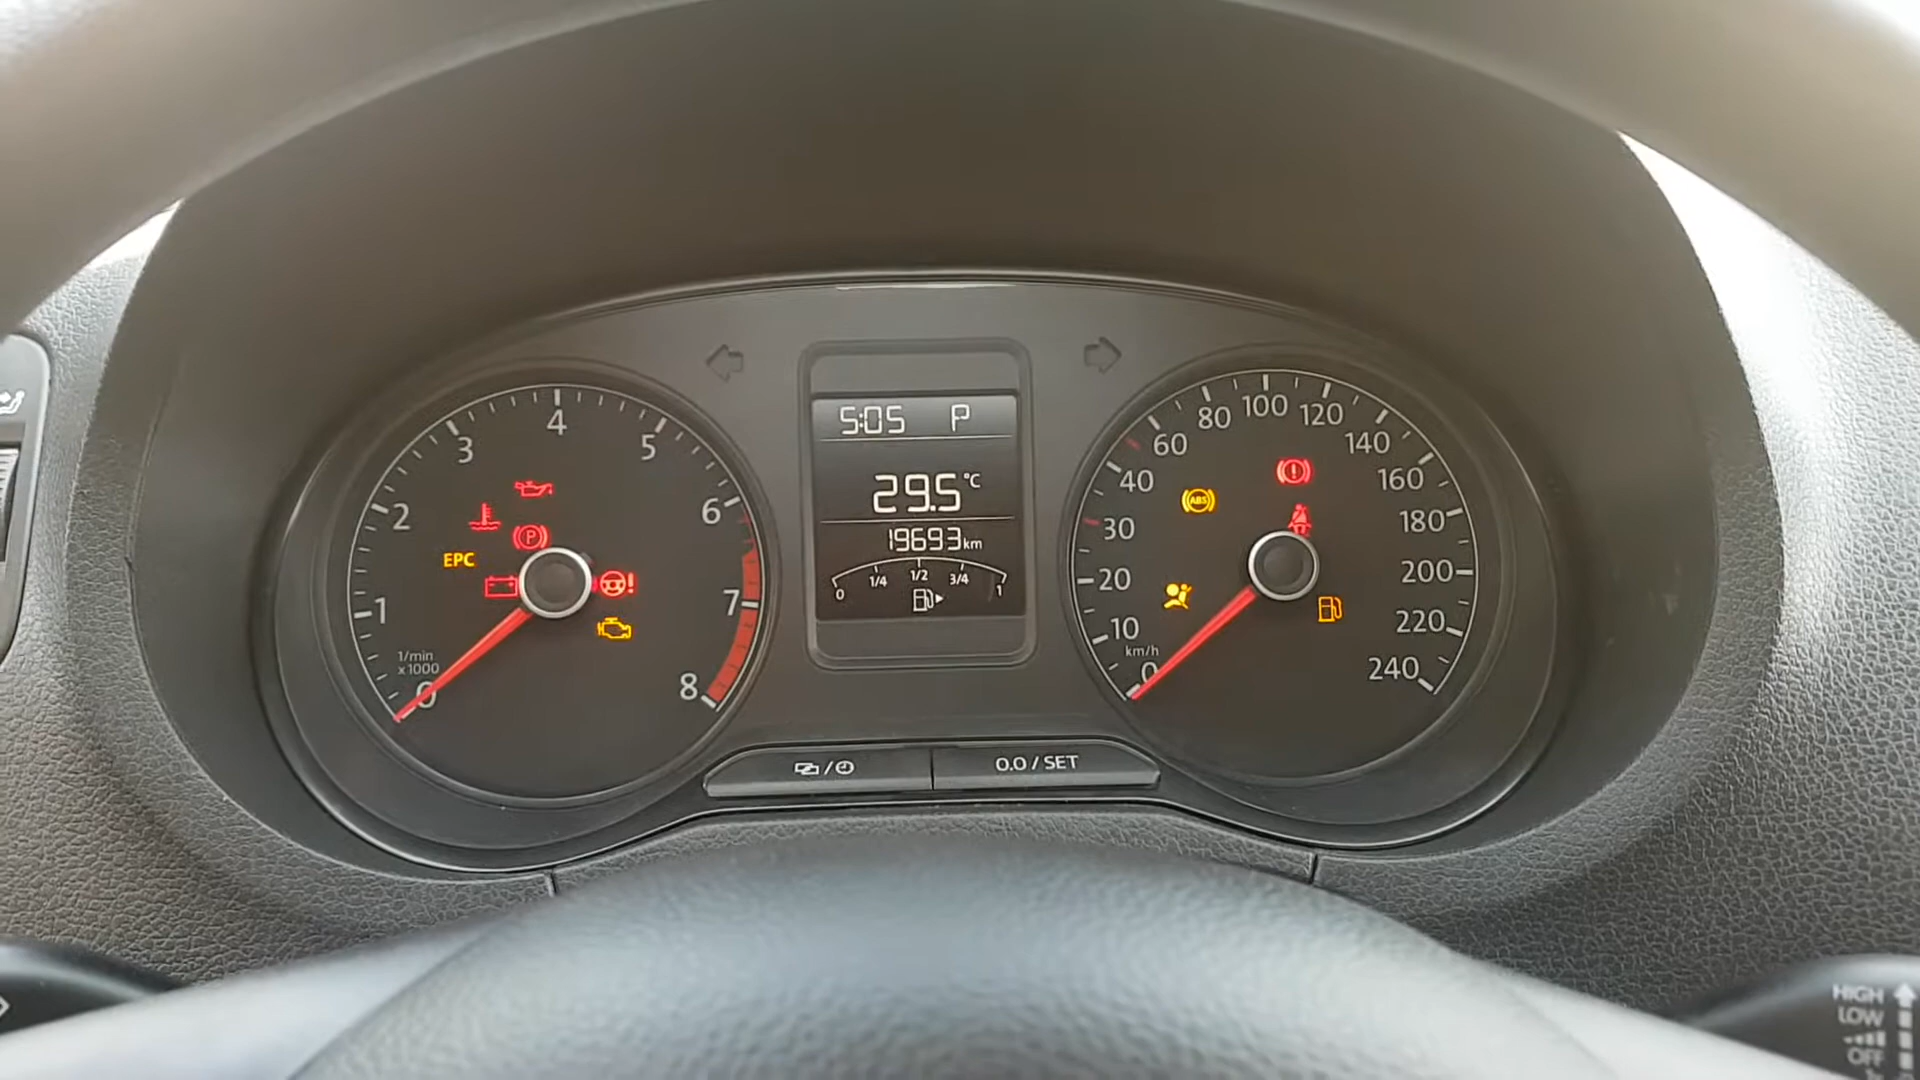 5:05 P
29.5 °C
19693 km
0 1/4 1/2 3/4 1
0 1 2 3 4 5 6 7 8
1/min
x1000
EPC
P
0 10 20 30 40 60 80 100 120 140 160 180 200 220 240
km/h
ABS
0.0 / SET
HIGH
LOW
OFF